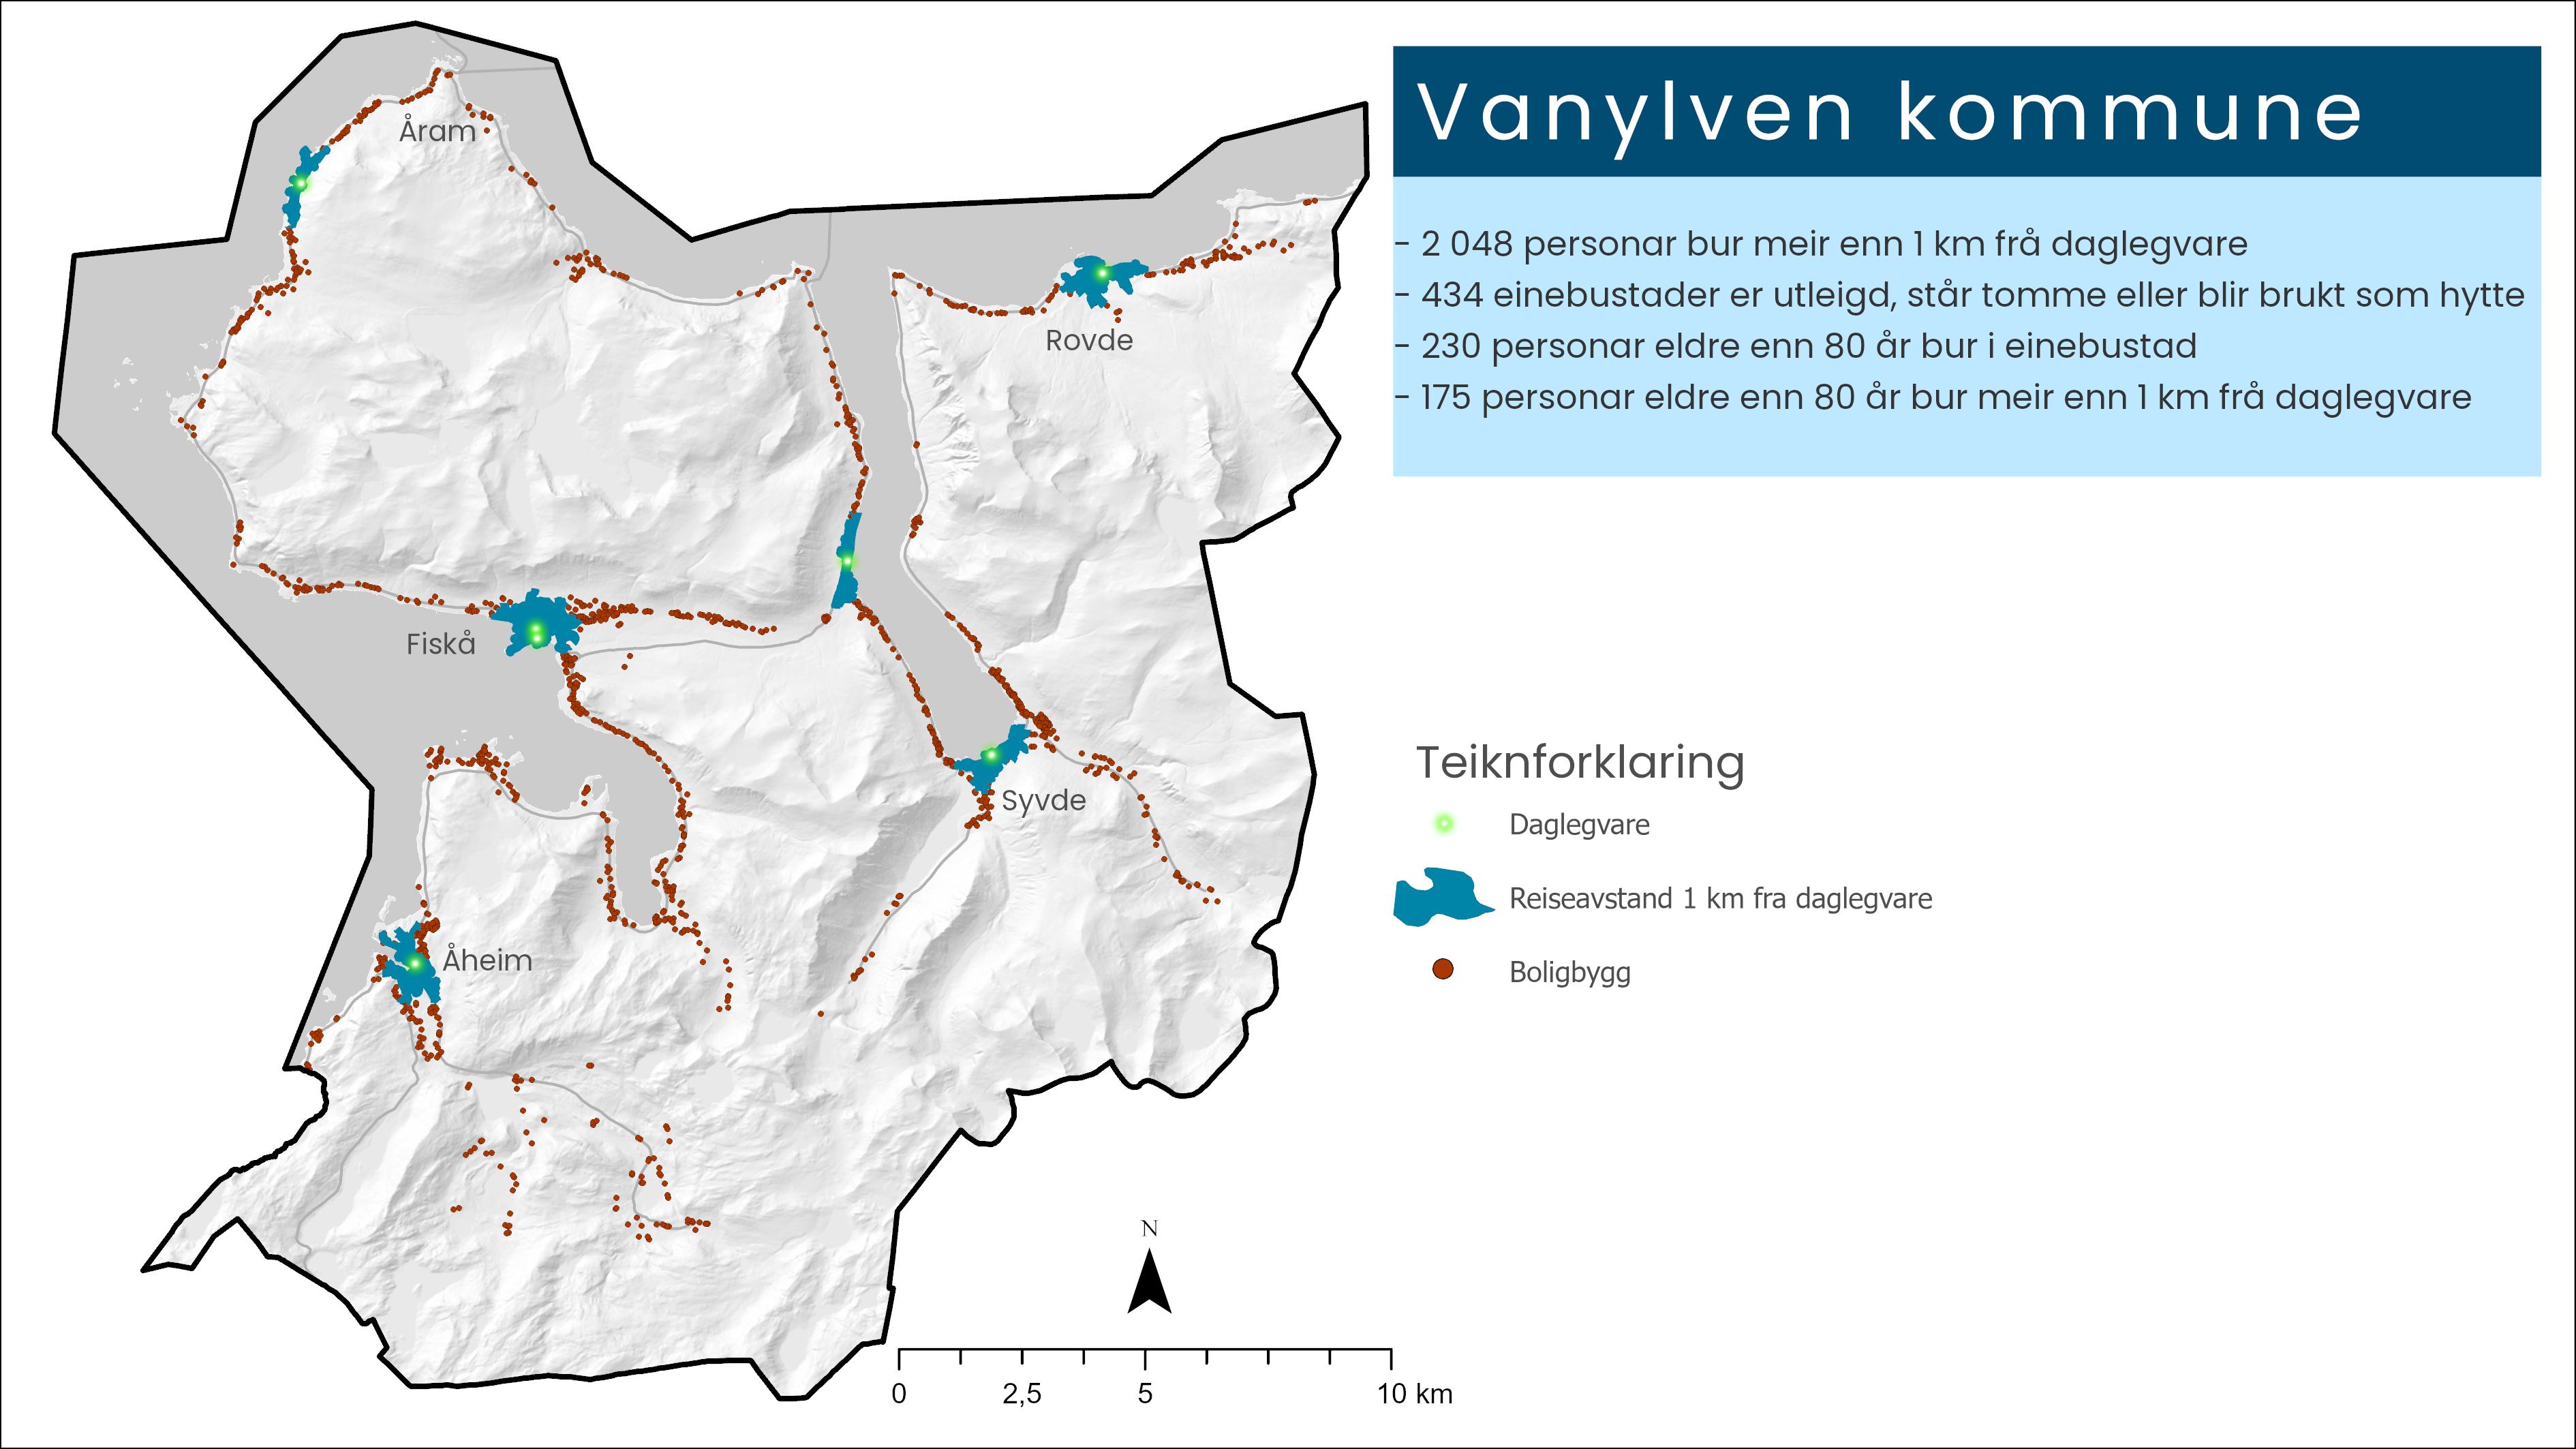 Vanylven kommune
- 2 048 personar bur meir enn 1 km frå daglegvare
- 434 einebustader er utleigd, står tomme eller blir brukt som hytte
- 230 personar eldre enn 80 år bur i einebustad
- 175 personar eldre enn 80 år bur meir enn 1 km frå daglegvare
Åram
Rovde
Fiskå
Syvde
Åheim
Teiknforklaring
Daglegvare
Reiseavstand 1 km fra daglegvare
Boligbygg
N
0 2,5 5 10 km